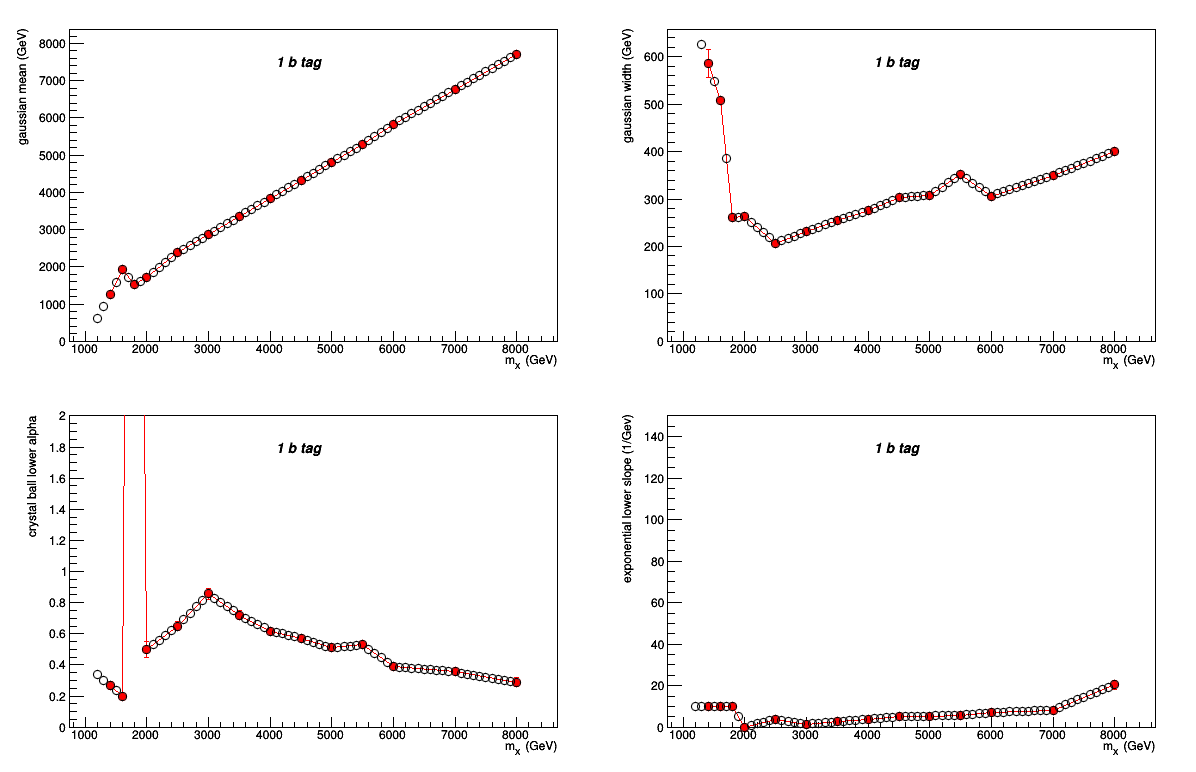 gaussian mean (GeV)
1 b tag
8000
7000
6000
5000
4000
3000
2000
1000
0
1000 2000 3000 4000 5000 6000 7000 8000
mX (GeV)
gaussian width (GeV)
1 b tag
600
500
400
300
200
100
0
1000 2000 3000 4000 5000 6000 7000 8000
mX (GeV)
crystal ball lower alpha
1 b tag
2
1.8
1.6
1.4
1.2
1
0.8
0.6
0.4
0.2
0
1000 2000 3000 4000 5000 6000 7000 8000
mX (GeV)
exponential lower slope (1/Gev)
1 b tag
140
120
100
80
60
40
20
0
1000 2000 3000 4000 5000 6000 7000 8000
mX (GeV)